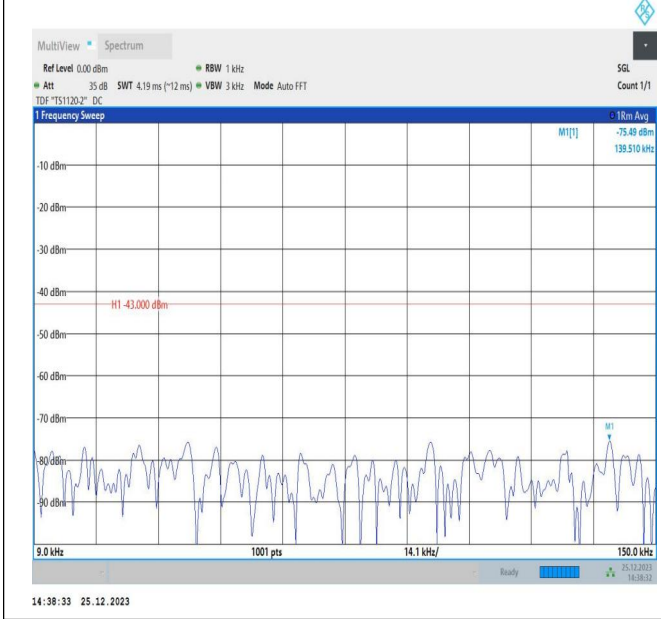 R&S
MultiView Spectrum
Ref Level 0.00 dBm RBW 1 kHz SGL
Att 35 dB SWT 4.19 ms (~12 ms) VBW 3 kHz Mode Auto FFT Count 1/1
TDF "TS1120-2" DC
1 Frequency Sweep 1Rm Avg
M1[1] -75.49 dBm
139.510 kHz
-10 dBm
-20 dBm
-30 dBm
-40 dBm
H1 -43.000 dBm
-50 dBm
-60 dBm
-70 dBm
M1
-80 dBm
-90 dBm
9.0 kHz 1001 pts 14.1 kHz/ 150.0 kHz
Ready 25.12.2023
14:38:32
14:38:33 25.12.2023